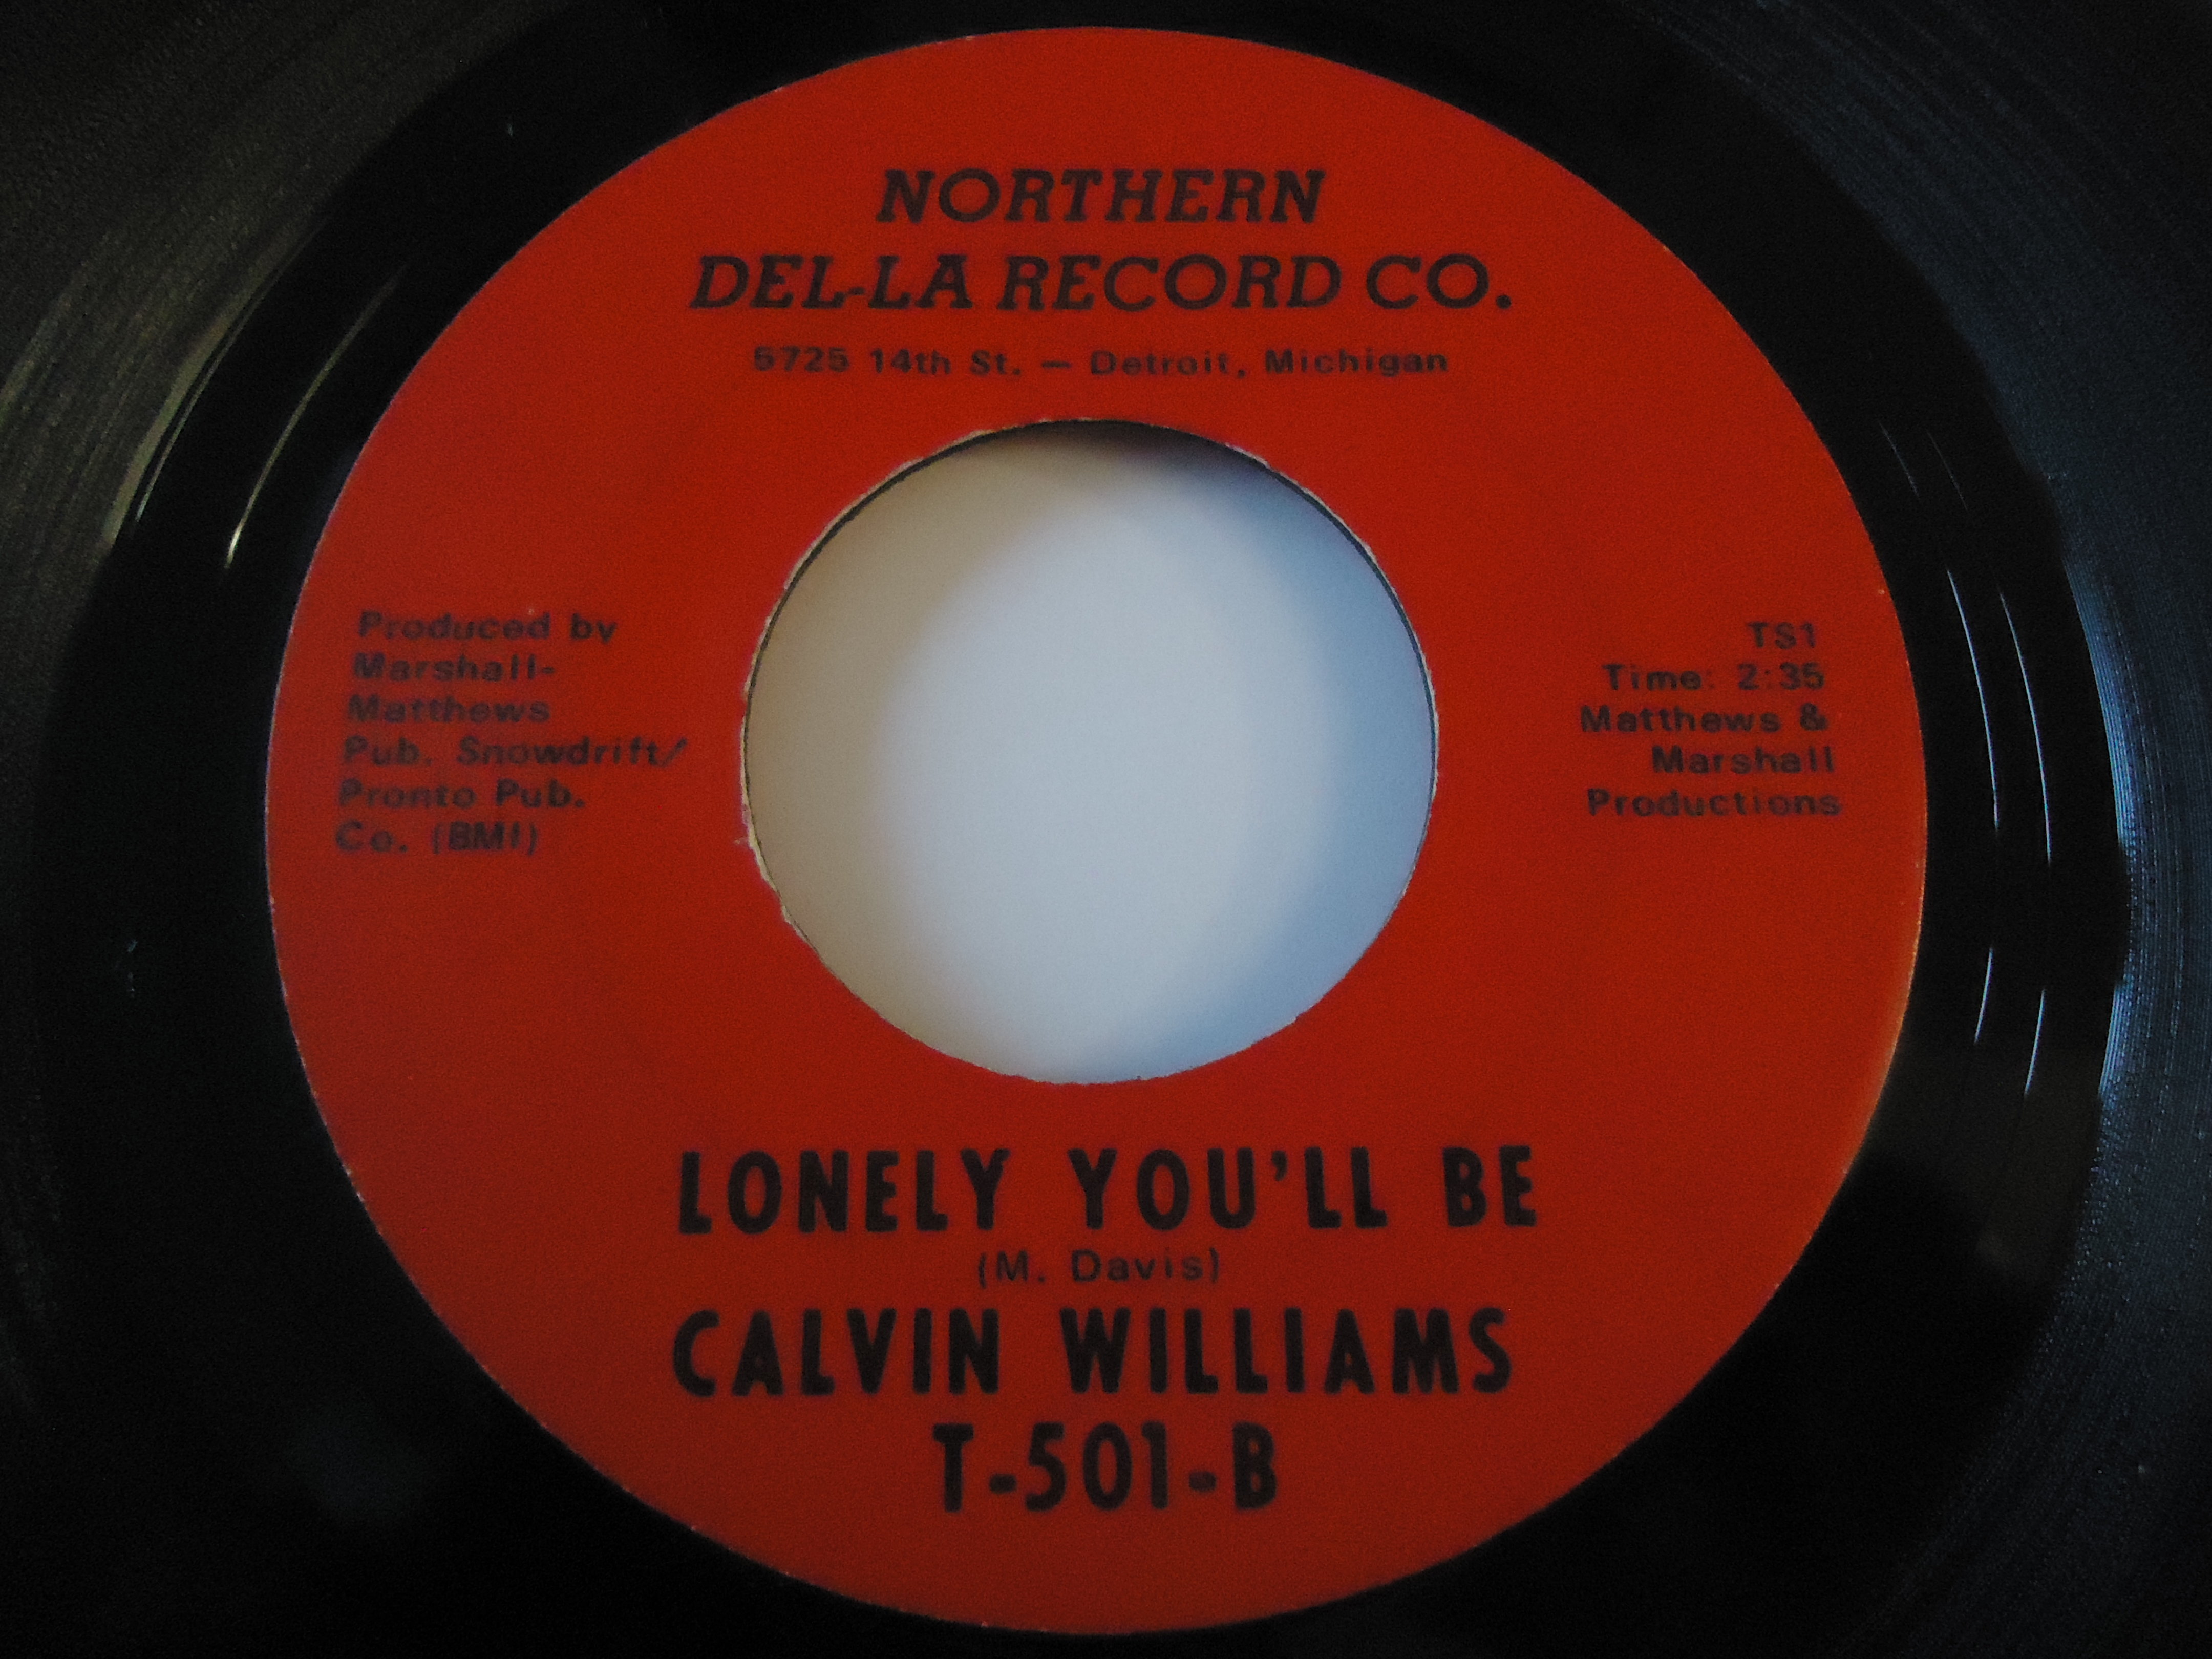 NORTHERN
DEL-LA RECORD CO.
5725 14th St. — Detroit, Michigan
Produced by
Marshall-
Matthews
Pub. Snowdrift/
Pronto Pub.
Co. (BMI)
TS1
Time: 2:35
Matthews &
Marshall
Productions
LONELY YOU'LL BE
(M. Davis)
CALVIN WILLIAMS
T-501-B